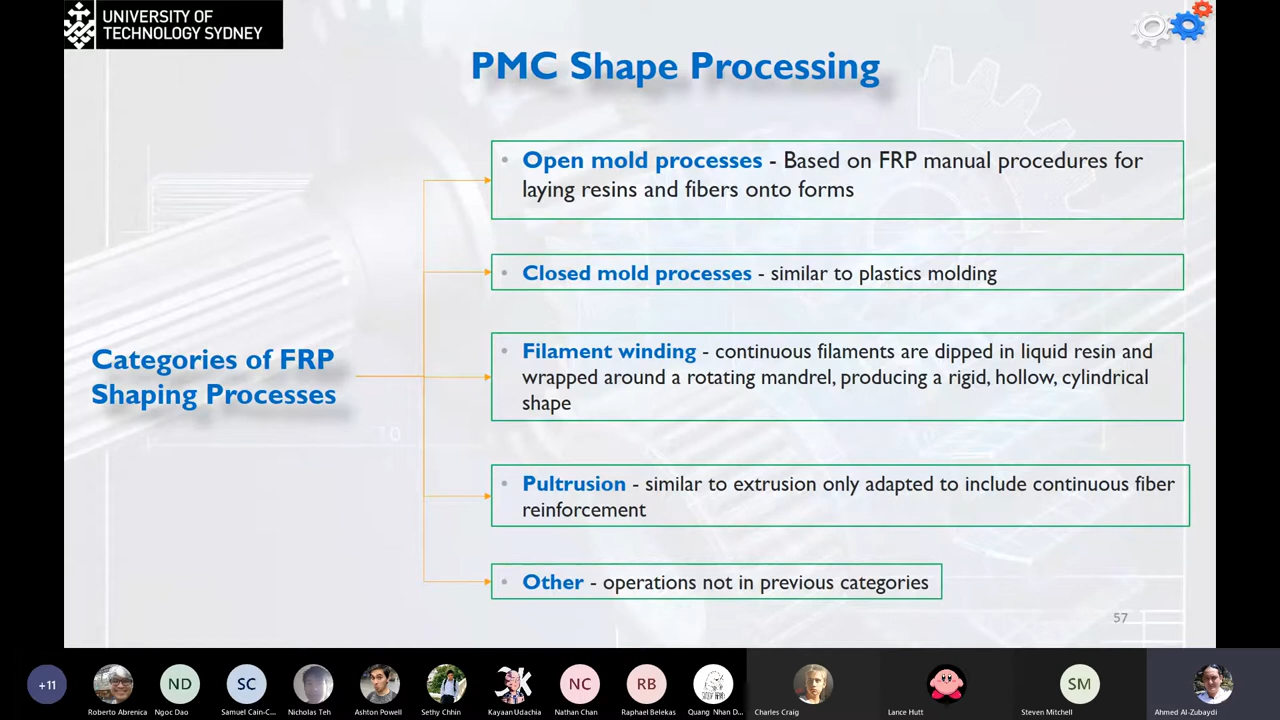 UNIVERSITY OF
TECHNOLOGY SYDNEY
PMC Shape Processing
• Open mold processes - Based on FRP manual procedures for
laying resins and fibers onto forms
• Closed mold processes - similar to plastics molding
Categories of FRP
Shaping Processes
• Filament winding - continuous filaments are dipped in liquid resin and
wrapped around a rotating mandrel, producing a rigid, hollow, cylindrical
shape
• Pultrusion - similar to extrusion only adapted to include continuous fiber
reinforcement
• Other - operations not in previous categories
57
+11
ND
SC
NC
RB
SM
Roberto Abrenica
Ngoc Dao
Samuel Cain-C...
Nicholas Teh
Ashton Powell
Sethy Chhin
Kayaan Udachia
Nathan Chan
Raphael Belekas
Quang Nhan D...
Charles Craig
Lance Hutt
Steven Mitchell
Ahmed Al-Zubaydi